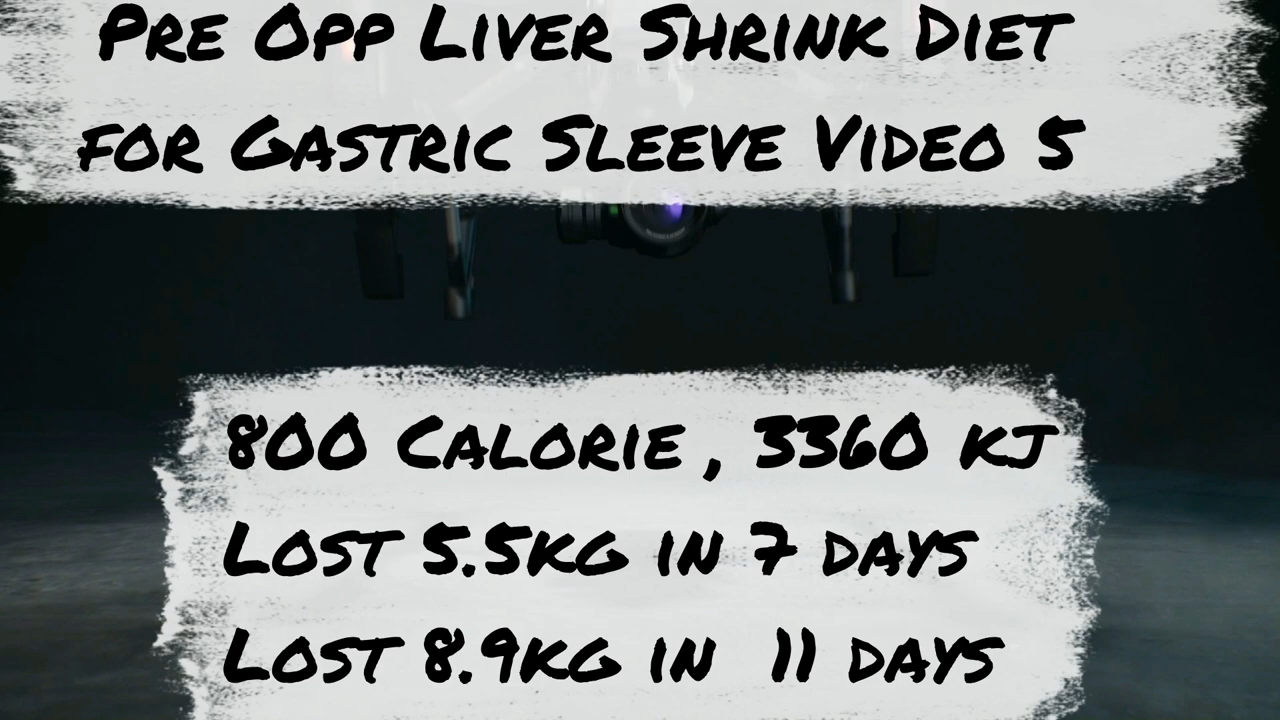 Pre Opp Liver Shrink Diet
for Gastric Sleeve Video 5
800 Calorie, 3360 kj
Lost 5.5kg in 7 days
Lost 8.9kg in 11 days